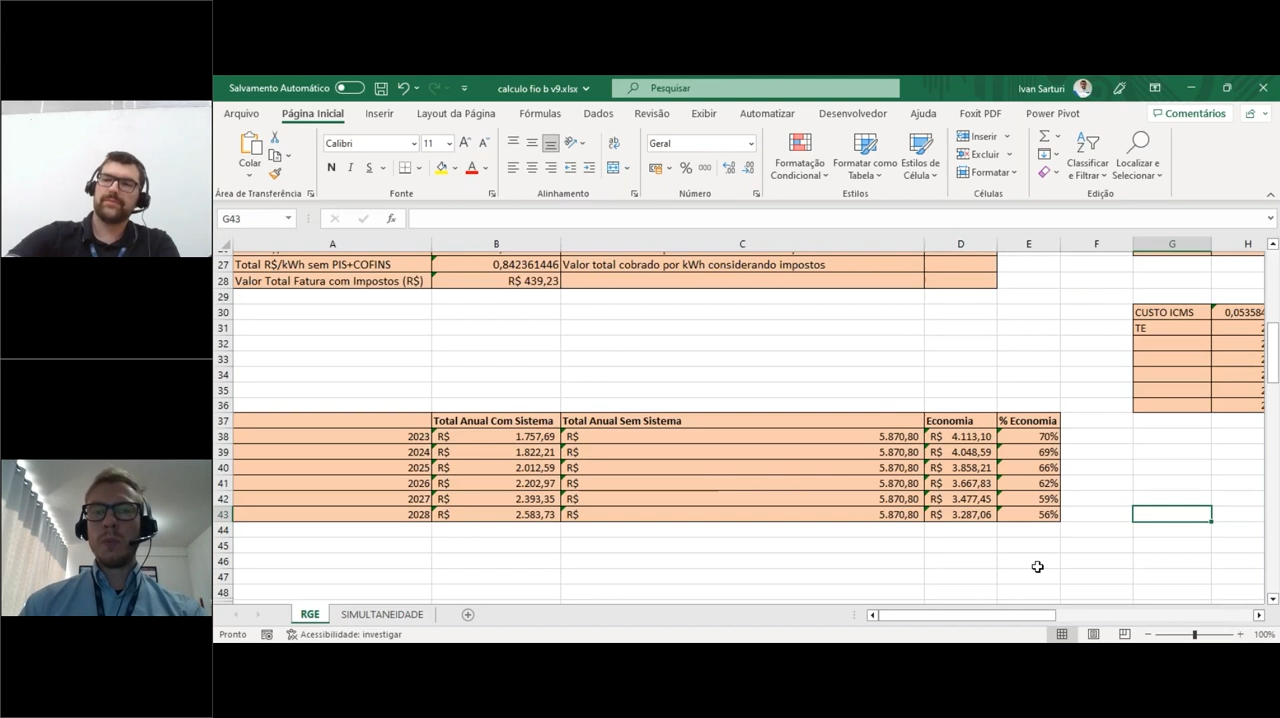 Salvamento Automático
calculo fio b v9.xlsx
Pesquisar
Ivan Sarturi
Arquivo Página Inicial Inserir Layout da Página Fórmulas Dados Revisão Exibir Automatizar Desenvolvedor Ajuda Foxit PDF Power Pivot Comentários
Colar
Calibri 11
N I S
Geral
Formatação Condicional
Formatar como Tabela
Estilos de Célula
Inserir
Excluir
Formatar
Classificar e Filtrar
Localizar e Selecionar
Área de Transferência Fonte Alinhamento Número Estilos Células Edição
G43 fx
A B C D E F G H
27 Total R$/kWh sem PIS+COFINS 0,842361446 Valor total cobrado por kWh considerando impostos
28 Valor Total Fatura com Impostos (R$) R$ 439,23
29
30 CUSTO ICMS 0,05358
31 TE
32
33
34
35
36
37 Total Anual Com Sistema Total Anual Sem Sistema Economia % Economia
38 2023 R$ 1.757,69 R$ 5.870,80 R$ 4.113,10 70%
39 2024 R$ 1.822,21 R$ 5.870,80 R$ 4.048,59 69%
40 2025 R$ 2.012,59 R$ 5.870,80 R$ 3.858,21 66%
41 2026 R$ 2.202,97 R$ 5.870,80 R$ 3.667,83 62%
42 2027 R$ 2.393,35 R$ 5.870,80 R$ 3.477,45 59%
43 2028 R$ 2.583,73 R$ 5.870,80 R$ 3.287,06 56%
44
45
46
47
48
RGE SIMULTANEIDADE
Pronto Acessibilidade: investigar 100%